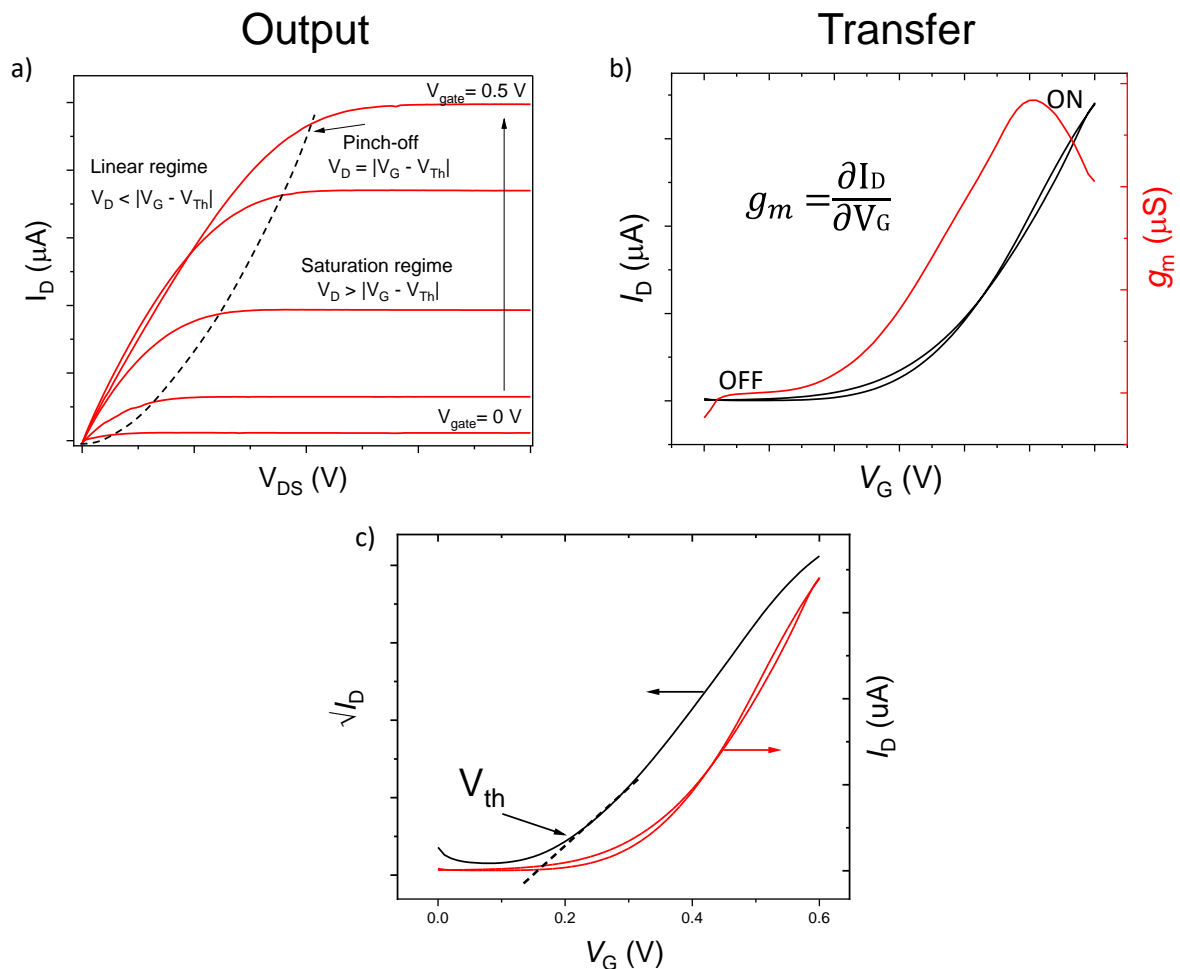 Output
Transfer
a)
V_gate= 0.5 V
Pinch-off
V_D = |V_G - V_Th|
Linear regime
V_D < |V_G - V_Th|
Saturation regime
V_D > |V_G - V_Th|
V_gate= 0 V
I_D (μA)
V_DS (V)
b)
ON
g_m = ∂I_D/∂V_G
OFF
I_D (μA)
g_m (μS)
V_G (V)
c)
√I_D
V_th
I_D (uA)
0.0
0.2
0.4
0.6
V_G (V)